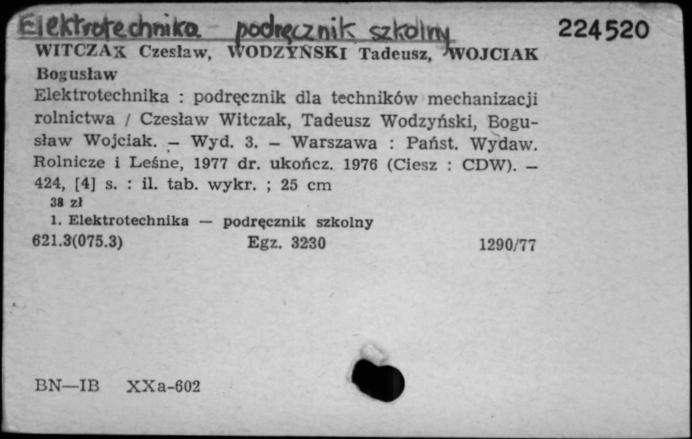 Elektrotechnika - podręcznik szkolny 224520
WITCZAK Czesław, WODZYŃSKI Tadeusz, WOJCIAK
Bogusław
Elektrotechnika : podręcznik dla techników mechanizacji
rolnictwa / Czesław Witczak, Tadeusz Wodzyński, Bogu-
sław Wojciak. — Wyd. 3. — Warszawa : Państ. Wydaw.
Rolnicze i Leśne, 1977 dr. ukończ. 1976 (Ciesz : CDW). —
424, [4] s. : il. tab. wykr. ; 25 cm
38 zł
1. Elektrotechnika — podręcznik szkolny
621.3(075.3) Egz. 3230 1290/77
BN—IB XXa-602